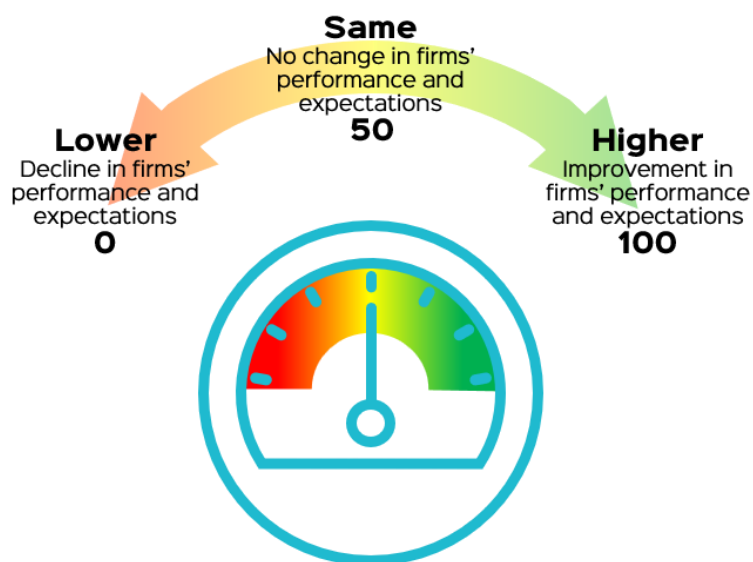 Same
No change in firms'
performance and
expectations
50
Lower
Decline in firms'
performance and
expectations
0
Higher
Improvement in
firms' performance
and expectations
100